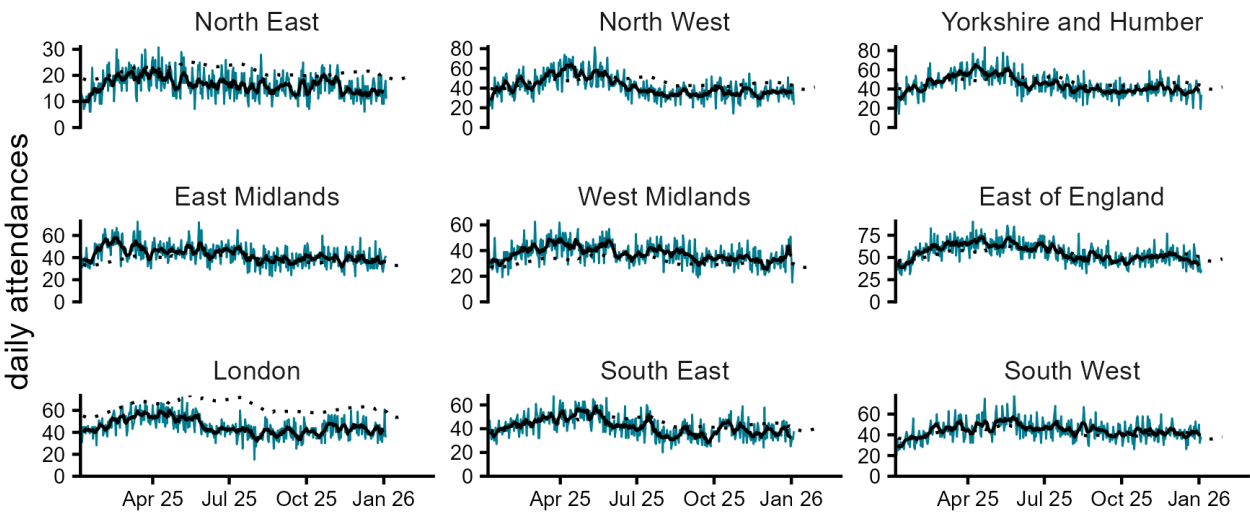 North East
North West
Yorkshire and Humber
30
20
10
0
80
60
40
20
0
80
60
40
20
0
daily attendances
East Midlands
West Midlands
East of England
60
40
20
0
60
40
20
0
75
50
25
0
London
South East
South West
60
40
20
0
60
40
20
0
60
40
20
0
Apr 25 Jul 25 Oct 25 Jan 26
Apr 25 Jul 25 Oct 25 Jan 26
Apr 25 Jul 25 Oct 25 Jan 26